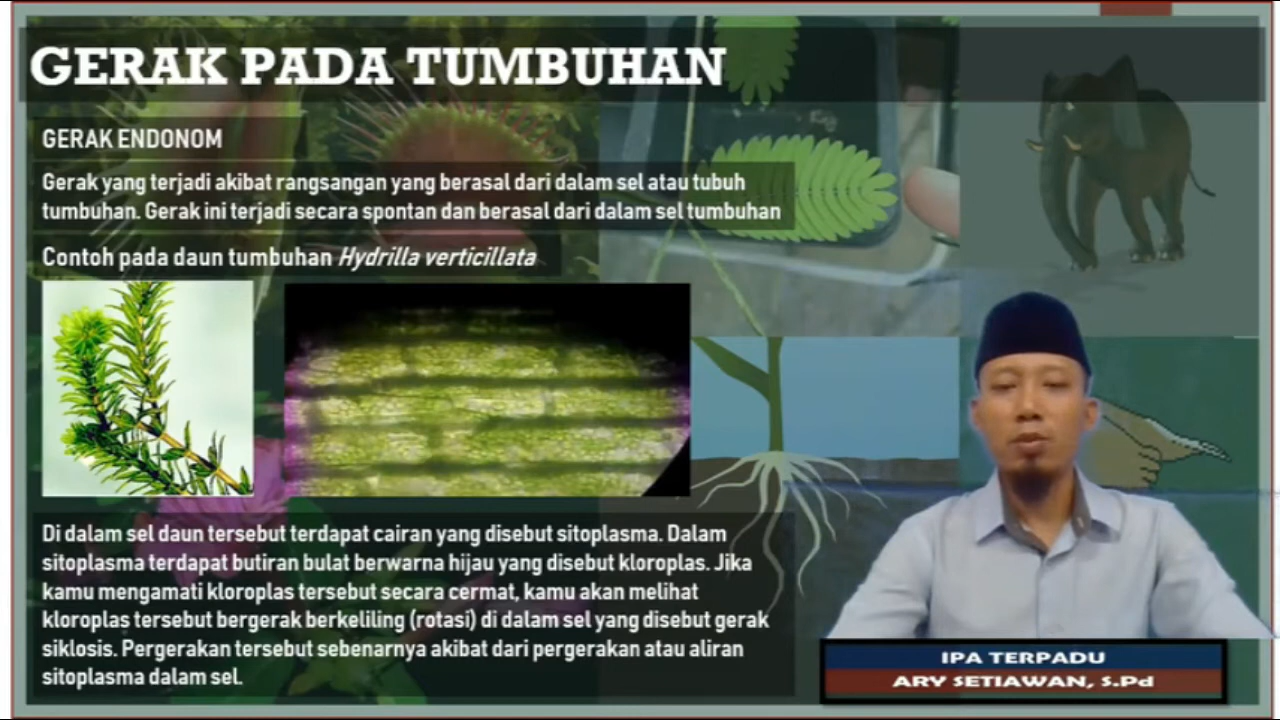 GERAK PADA TUMBUHAN
GERAK ENDONOM
Gerak yang terjadi akibat rangsangan yang berasal dari dalam sel atau tubuh
tumbuhan. Gerak ini terjadi secara spontan dan berasal dari dalam sel tumbuhan
Contoh pada daun tumbuhan Hydrilla verticillata
Di dalam sel daun tersebut terdapat cairan yang disebut sitoplasma. Dalam
sitoplasma terdapat butiran bulat berwarna hijau yang disebut kloroplas. Jika
kamu mengamati kloroplas tersebut secara cermat, kamu akan melihat
kloroplas tersebut bergerak berkeliling (rotasi) di dalam sel yang disebut gerak
siklosis. Pergerakan tersebut sebenarnya akibat dari pergerakan atau aliran
sitoplasma dalam sel.
IPA TERPADU
ARY SETIAWAN, S.Pd